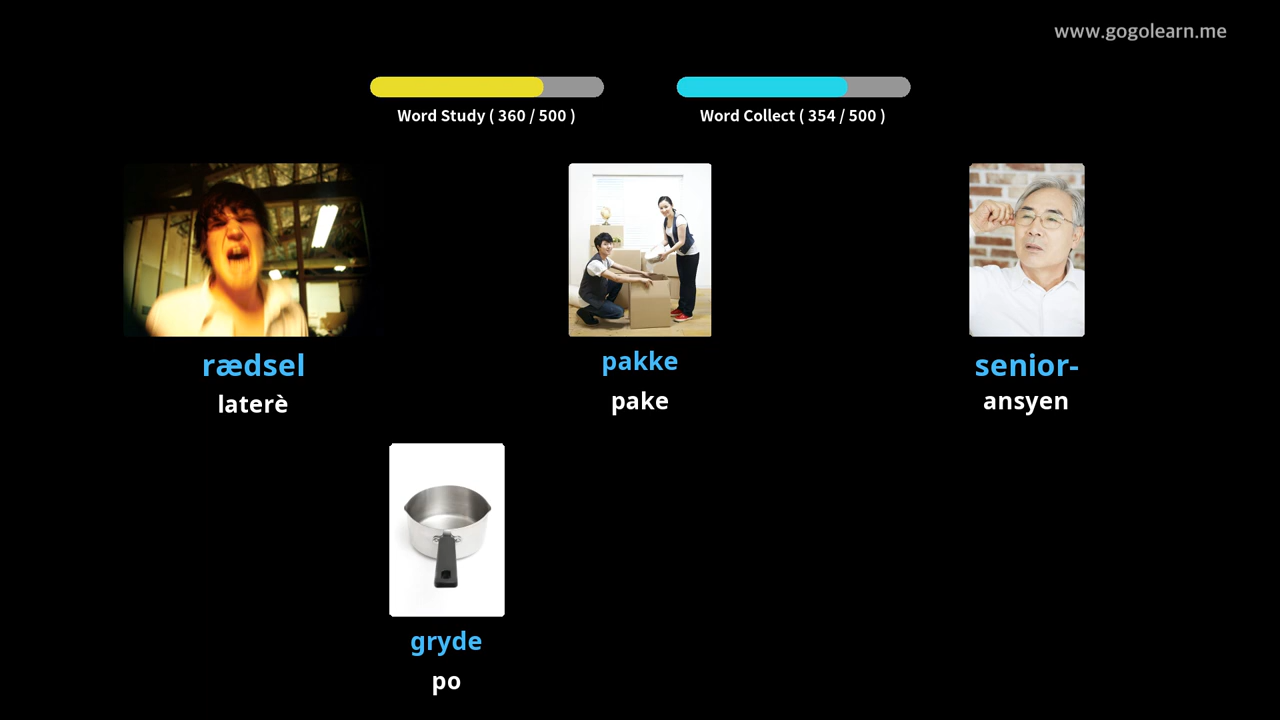 www.gogolearn.me
Word Study ( 360 / 500 )
Word Collect ( 354 / 500 )
rædsel
laterè
pakke
pake
senior-
ansyen
gryde
po